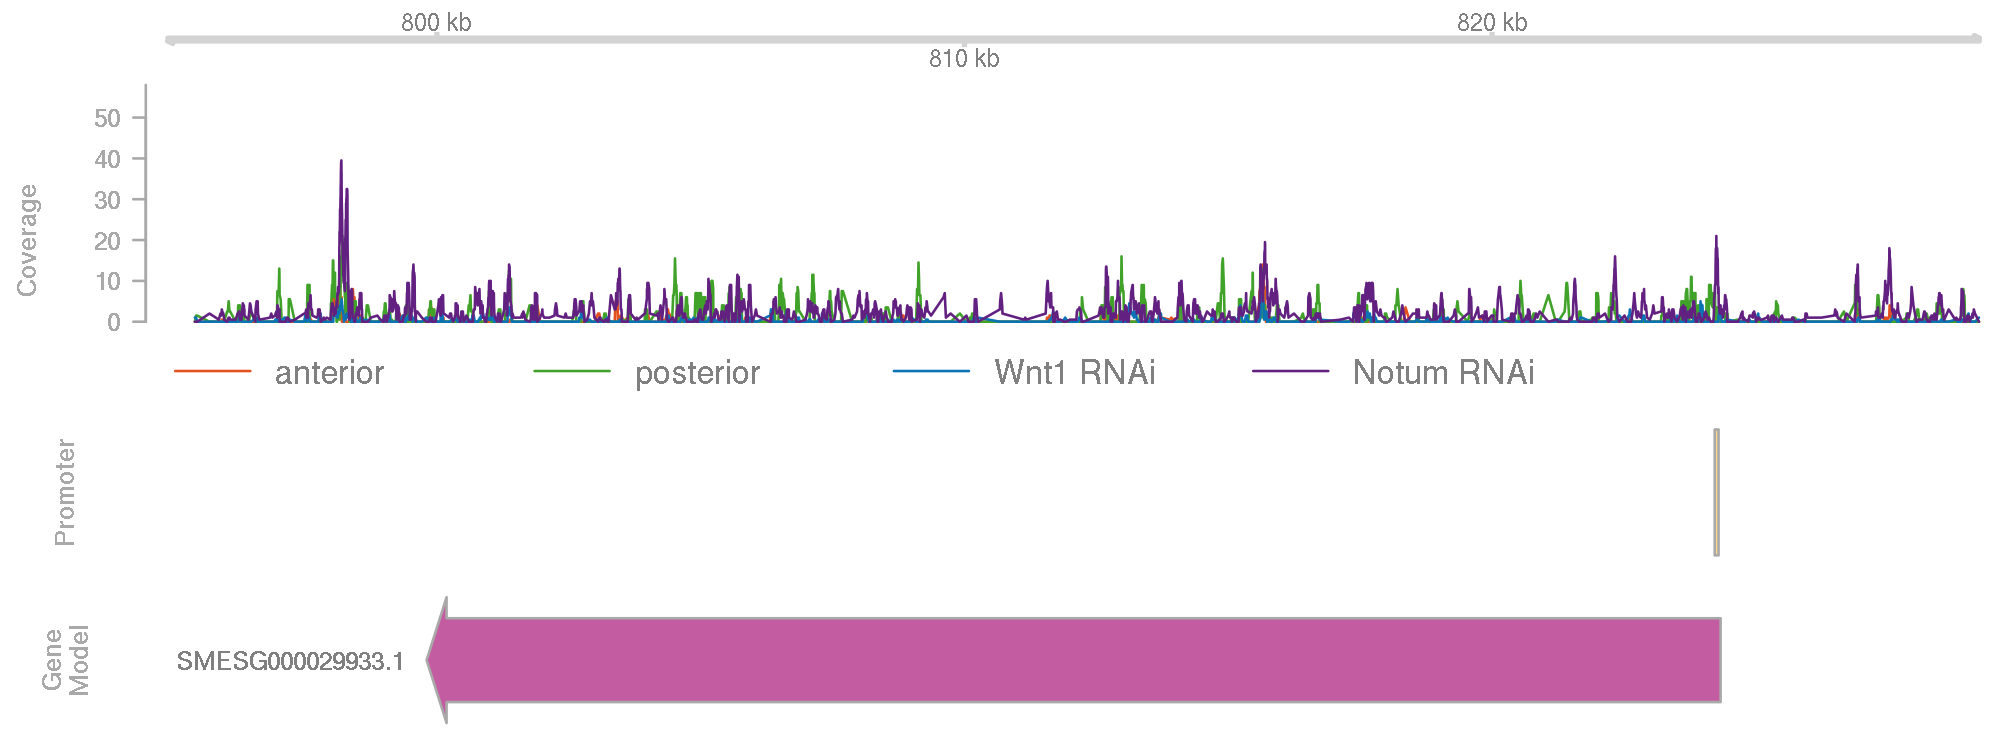 800 kb
820 kb
810 kb
Coverage
50
40
30
20
10
0
anterior
posterior
Wnt1 RNAi
Notum RNAi
Promoter
Gene
Model
SMESG000029933.1